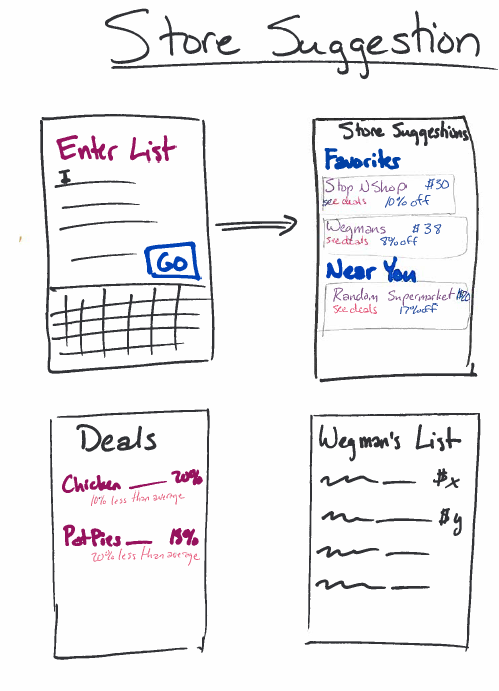 Store Suggestion
Enter List
GO
Store Suggestions
Favorites
Stop N Shop $30
see deals 10% off
Wegmans $38
see deals 8% off
Near You
Random Supermarket
see deals 17% off
Deals
Chicken 20%
10% less than average
PotPies 18%
20% less than average
Wegman's List
$x
$y